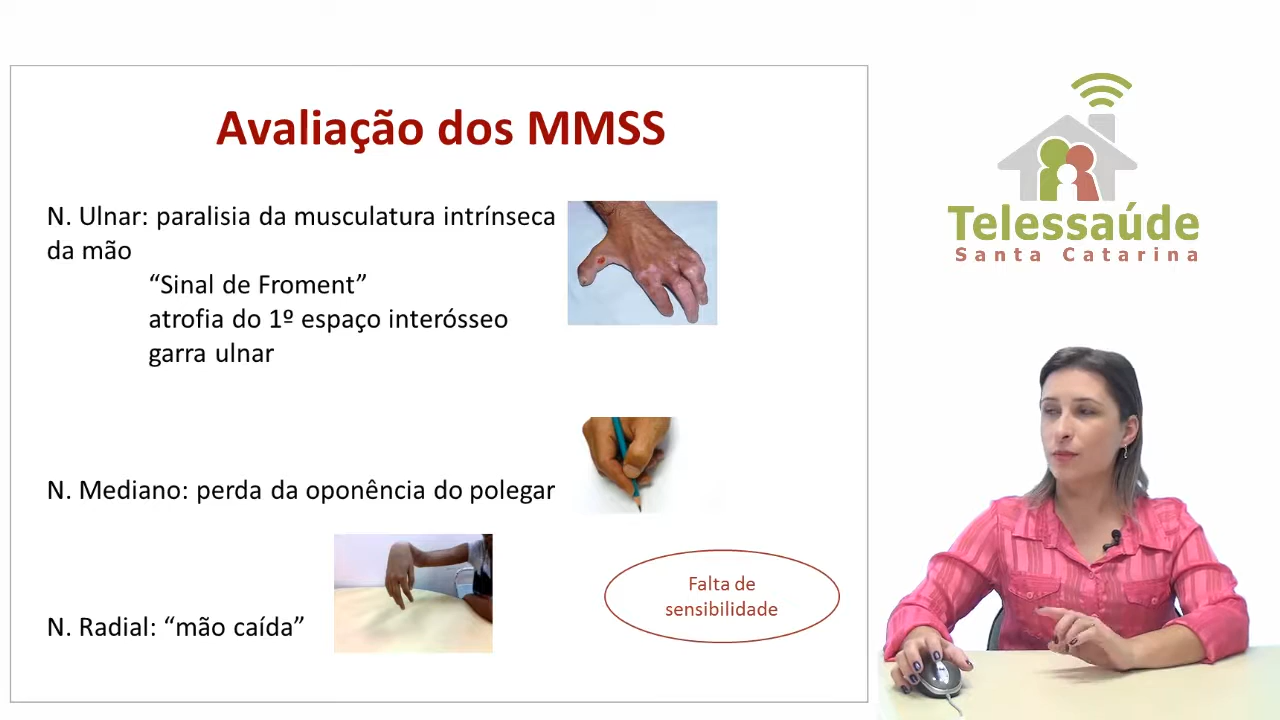 Avaliação dos MMSS
N. Ulnar: paralisia da musculatura intrínseca
da mão
“Sinal de Froment”
atrofia do 1º espaço interósseo
garra ulnar
N. Mediano: perda da oponência do polegar
N. Radial: “mão caída”
Falta de
sensibilidade
Telessaúde
Santa Catarina